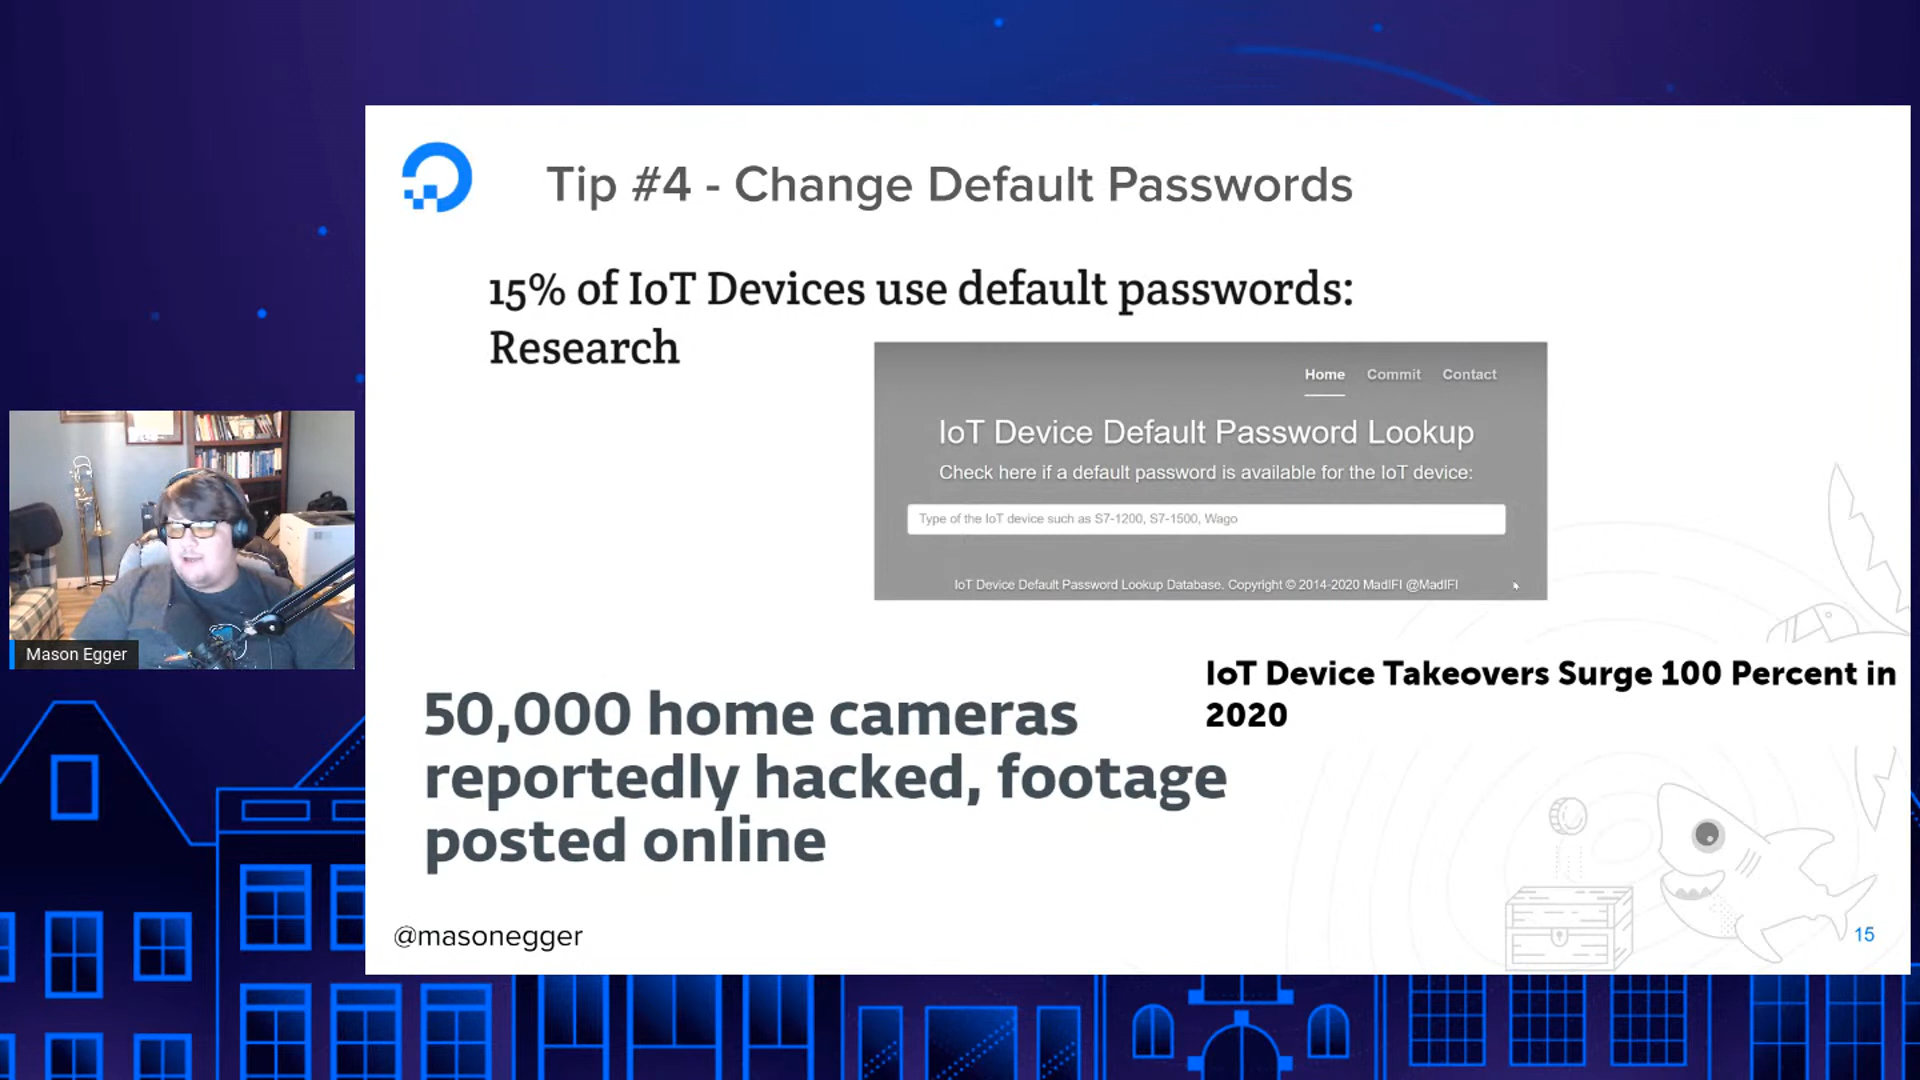 Tip #4 - Change Default Passwords
15% of IoT Devices use default passwords:
Research
Home Commit Contact
IoT Device Default Password Lookup
Check here if a default password is available for the IoT device:
Type of the IoT device such as S7-1200, S7-1500, Wago
IoT Device Default Password Lookup Database. Copyright © 2014-2020 MadIFI @MadIFI
Mason Egger
IoT Device Takeovers Surge 100 Percent in
2020
50,000 home cameras
reportedly hacked, footage
posted online
@masonegger
15